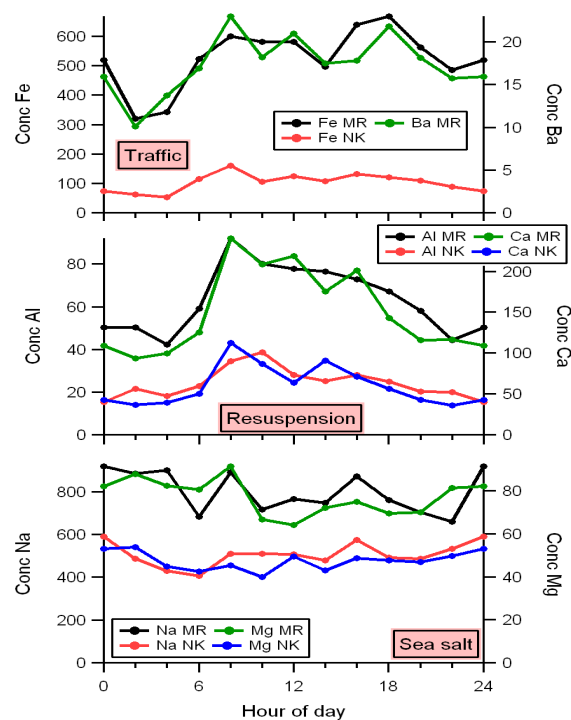 600
500
400
300
200
100
0
Conc Fe
20
15
10
5
0
Conc Ba
Fe MR
Ba MR
Fe NK
Traffic
Al MR
Ca MR
Al NK
Ca NK
80
60
40
20
0
Conc Al
200
150
100
50
0
Conc Ca
Resuspension
800
600
400
200
0
Conc Na
80
60
40
20
0
Conc Mg
Na MR
Mg MR
Na NK
Mg NK
Sea salt
0 6 12 18 24
Hour of day